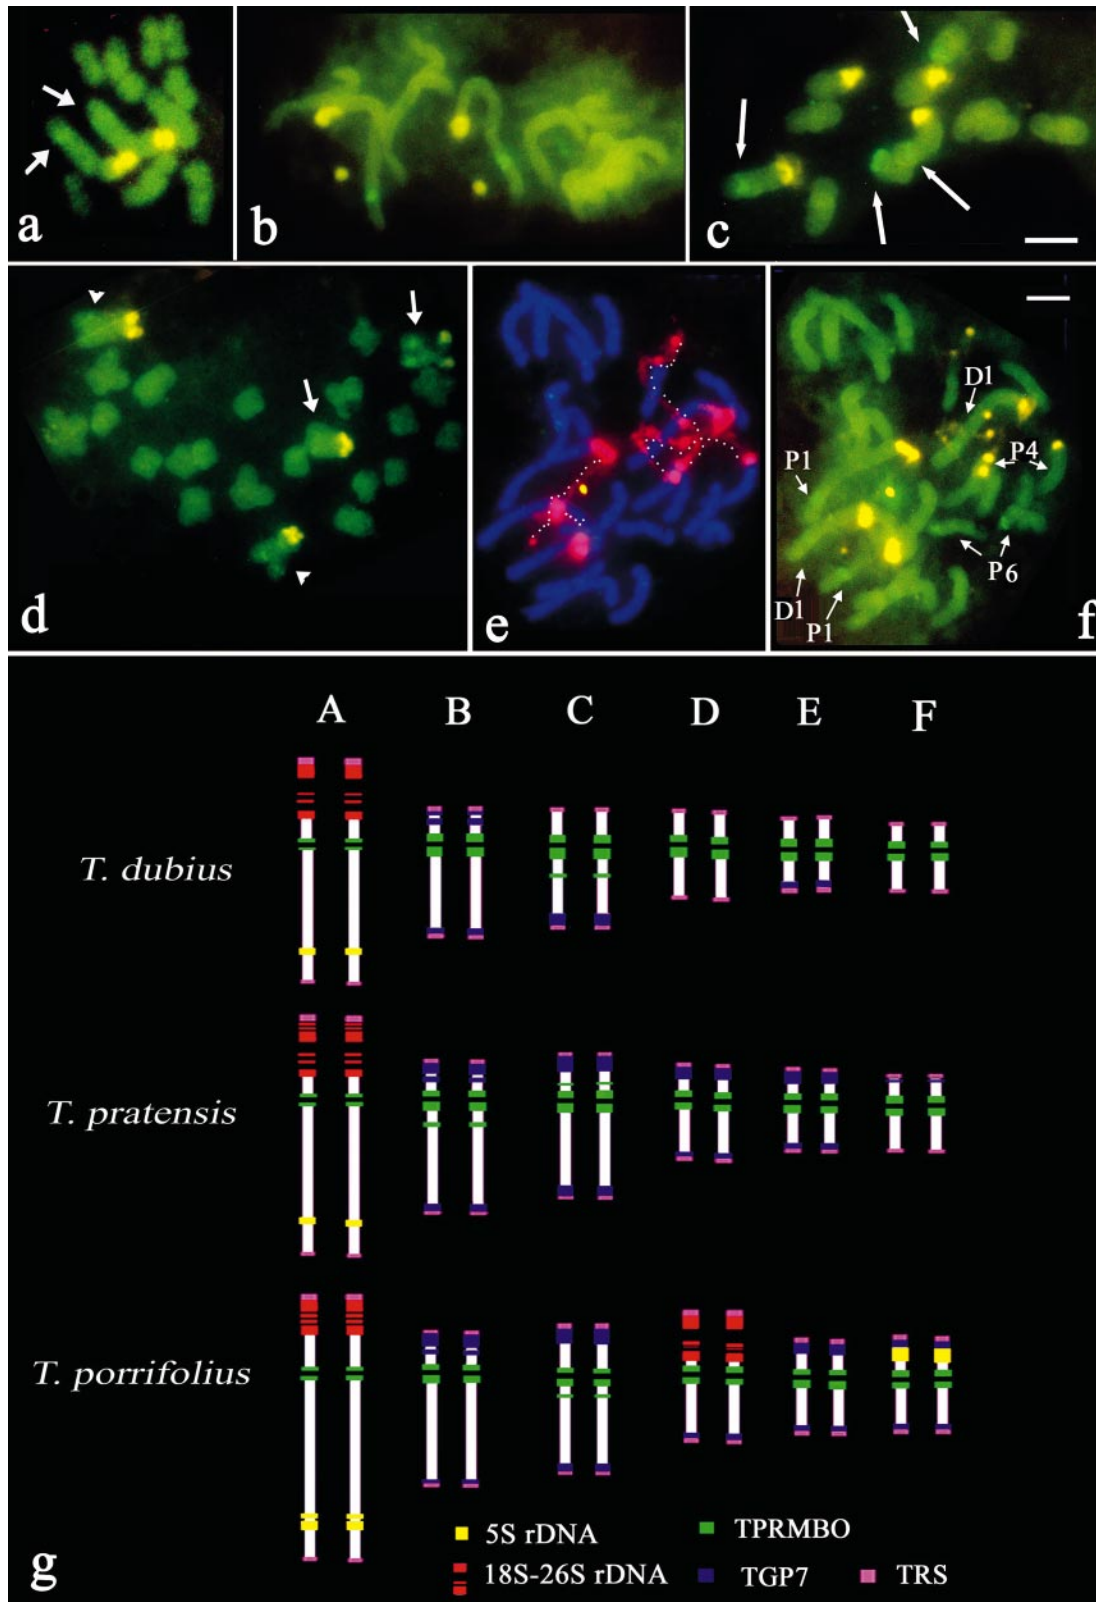 a
b
c
d
e
f
D1
P1
P4
P6
D1
P1
A B C D E F
T. dubius
T. pratensis
T. porrifolius
5S rDNA
TPRMBO
18S-26S rDNA
TGP7
TRS
g